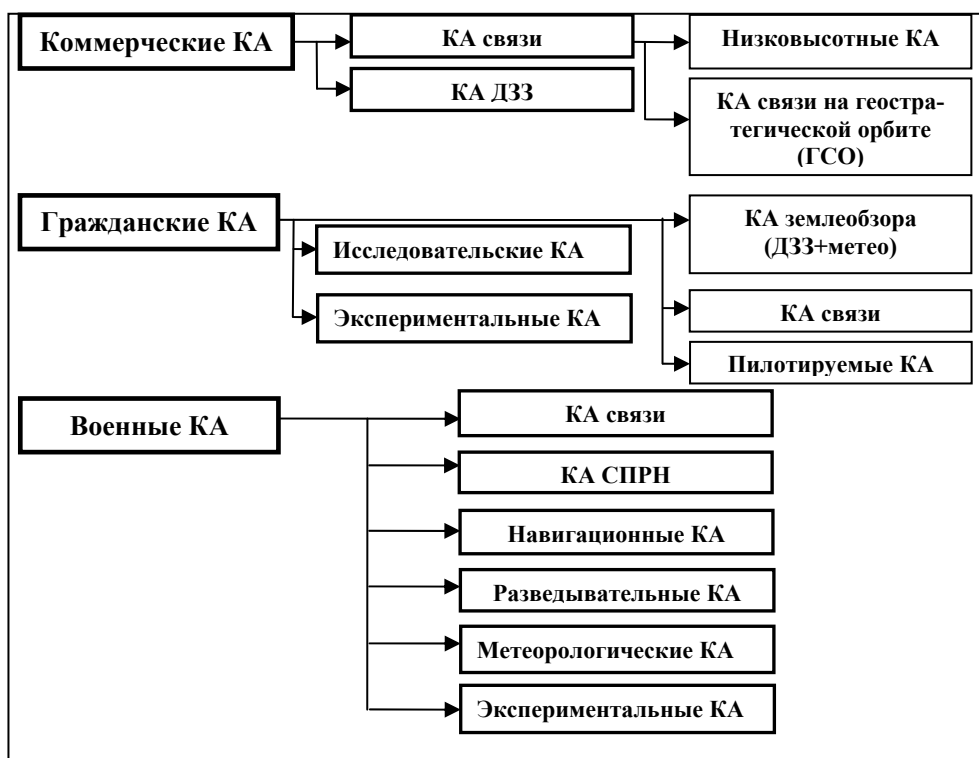 Коммерческие КА
КА связи
КА ДЗЗ
Низковысотные КА
КА связи на геостра-
тегической орбите
(ГСО)
Гражданские КА
Исследовательские КА
Экспериментальные КА
КА землеобзора
(ДЗЗ+метео)
КА связи
Пилотируемые КА
Военные КА
КА связи
КА СПРН
Навигационные КА
Разведывательные КА
Метеорологические КА
Экспериментальные КА